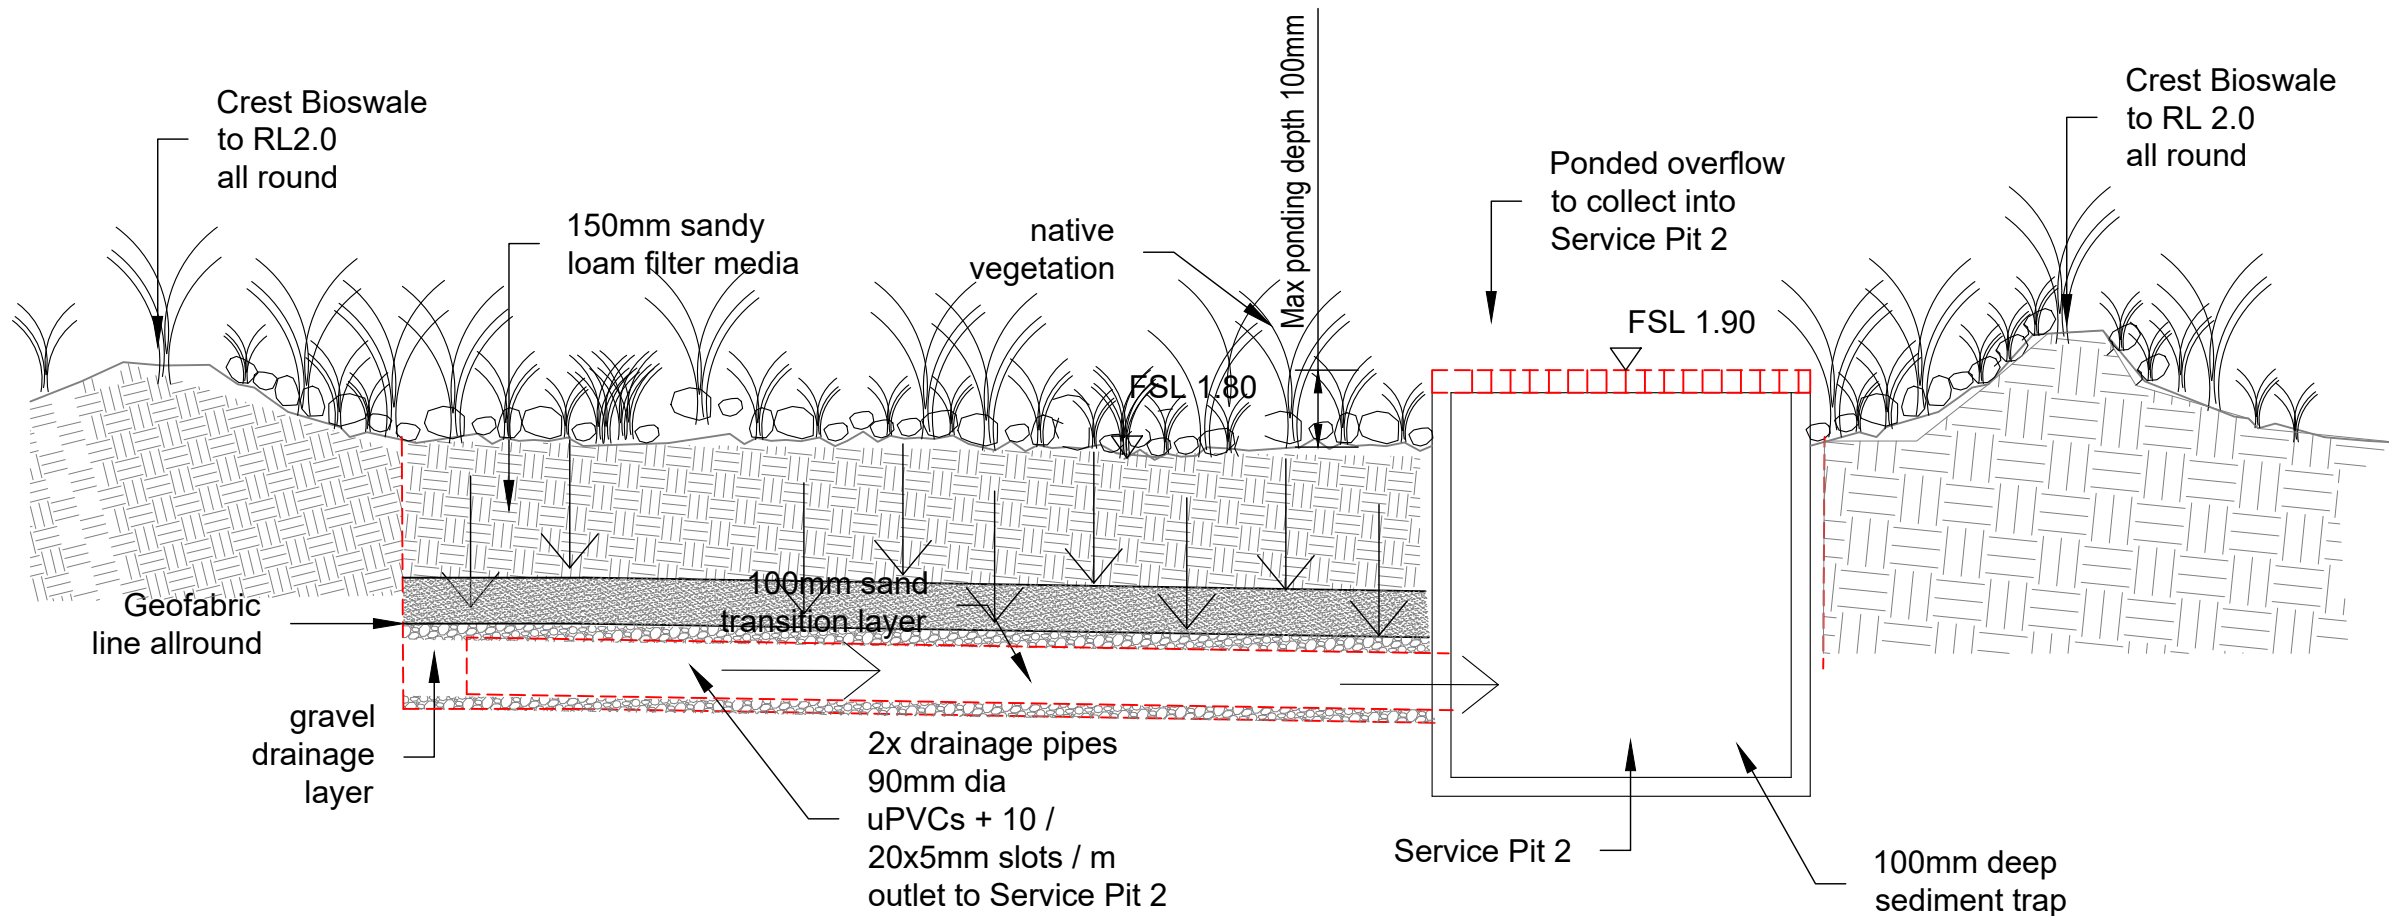 Crest Bioswale
to RL2.0
all round
150mm sandy
loam filter media
native
vegetation
Max ponding depth 100mm
Ponded overflow
to collect into
Service Pit 2
Crest Bioswale
to RL 2.0
all round
FSL 1.90
FSL 1.80
100mm sand
transition layer
Geofabric
line allround
gravel
drainage
layer
2x drainage pipes
90mm dia
uPVCs + 10 /
20x5mm slots / m
outlet to Service Pit 2
Service Pit 2
100mm deep
sediment trap